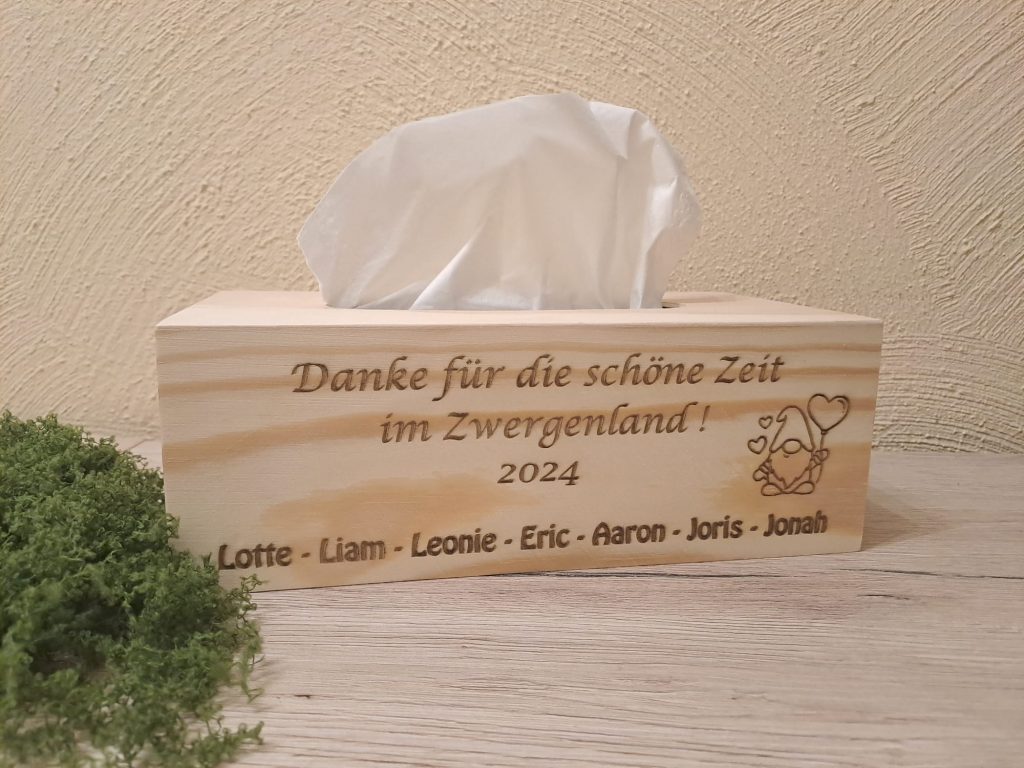 Danke für die schöne Zeit
im Zwergenland !
2024
Lotte - Liam - Leonie - Eric - Aaron - Joris - Jonah